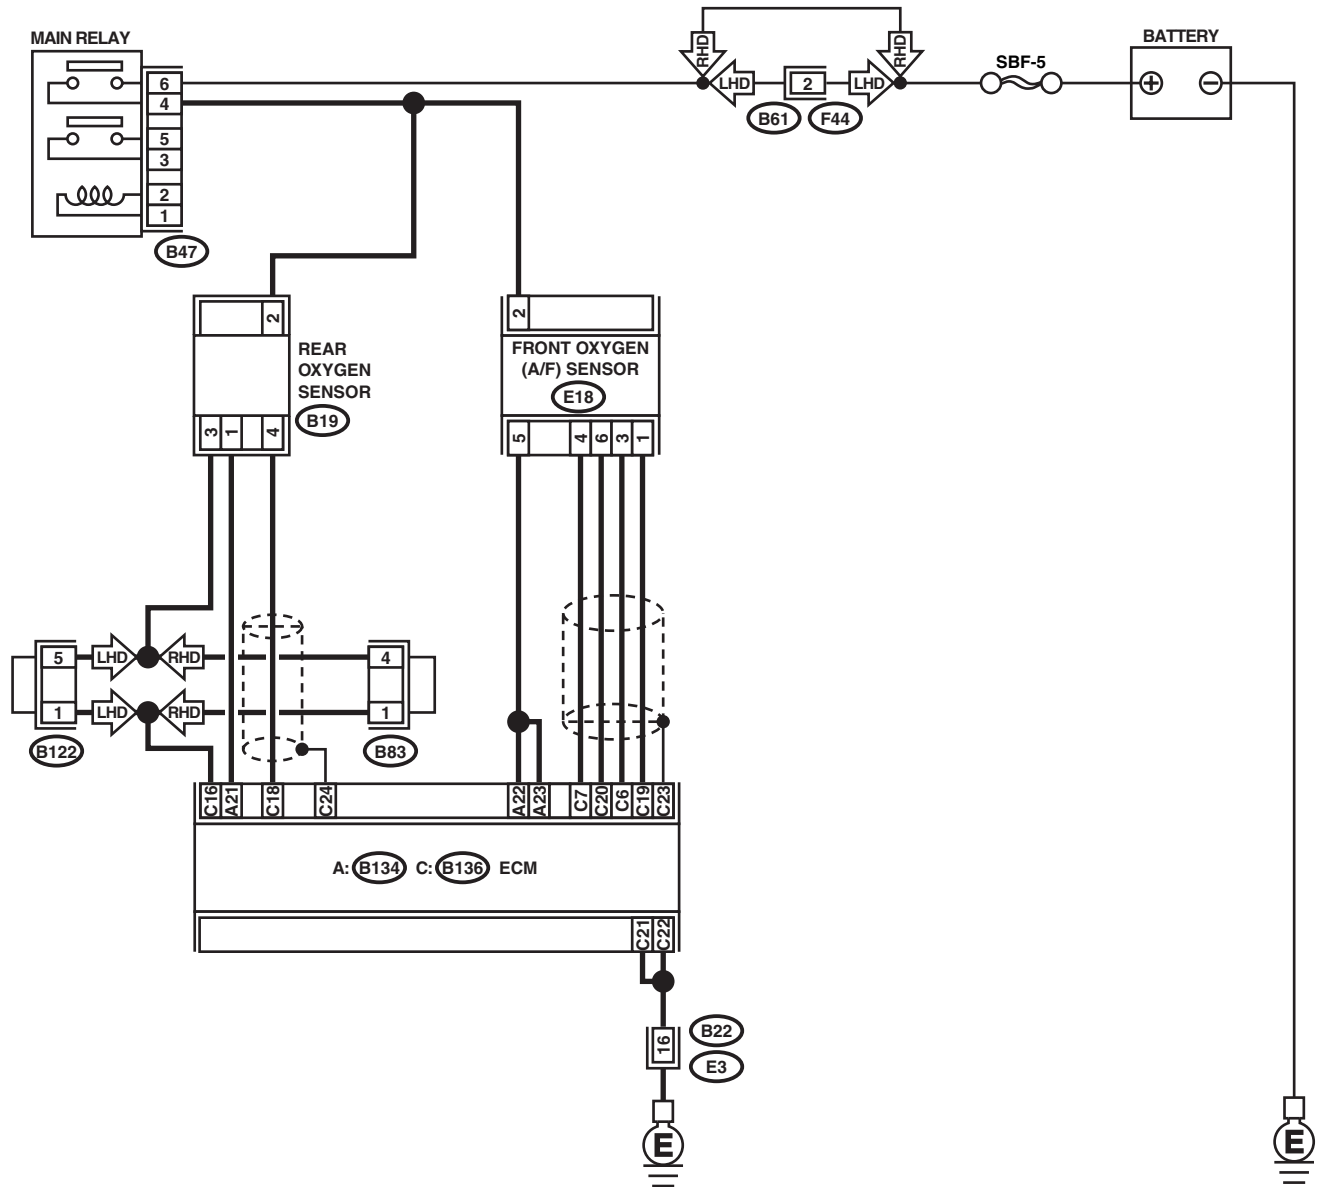 MAIN RELAY
6
4
5
3
2
1
B47
RHD
RHD
LHD
2
LHD
B61
F44
SBF-5
BATTERY
+
−
2
REAR
OXYGEN
SENSOR
B19
3 1 4
2
FRONT OXYGEN
(A/F) SENSOR
E18
5 4 6 3 1
5 LHD RHD 4
1 LHD RHD 1
B122
B83
C16 A21 C18 C24 A22 A23 C7 C20 C6 C19 C23
A: B134 C: B136 ECM
C21 C22
16
B22
E3
E
E